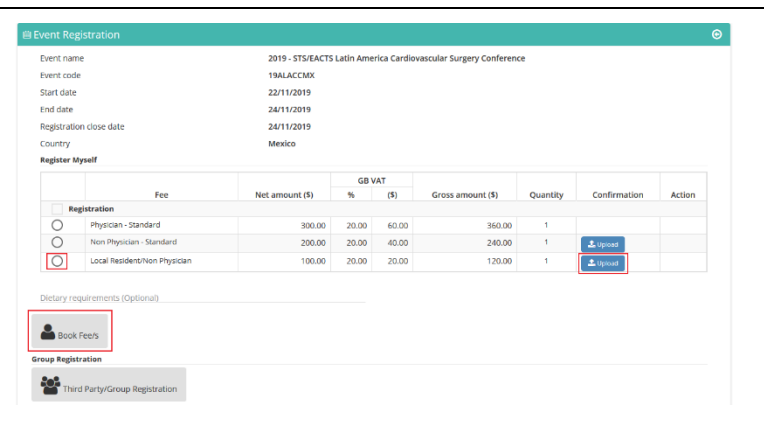 Event Registration
Event name 2019 - STS/EACTS Latin America Cardiovascular Surgery Conference
Event code 19ALACCMX
Start date 22/11/2019
End date 24/11/2019
Registration close date 24/11/2019
Country Mexico
Register Myself
GB VAT
Fee Net amount ($) % ($) Gross amount ($) Quantity Confirmation Action
Registration
Physician - Standard 300.00 20.00 60.00 360.00 1
Non Physician - Standard 200.00 20.00 40.00 240.00 1 Upload
Local Resident/Non Physician 100.00 20.00 20.00 120.00 1 Upload
Dietary requirements (Optional)
Book Fee/s
Group Registration
Third Party/Group Registration